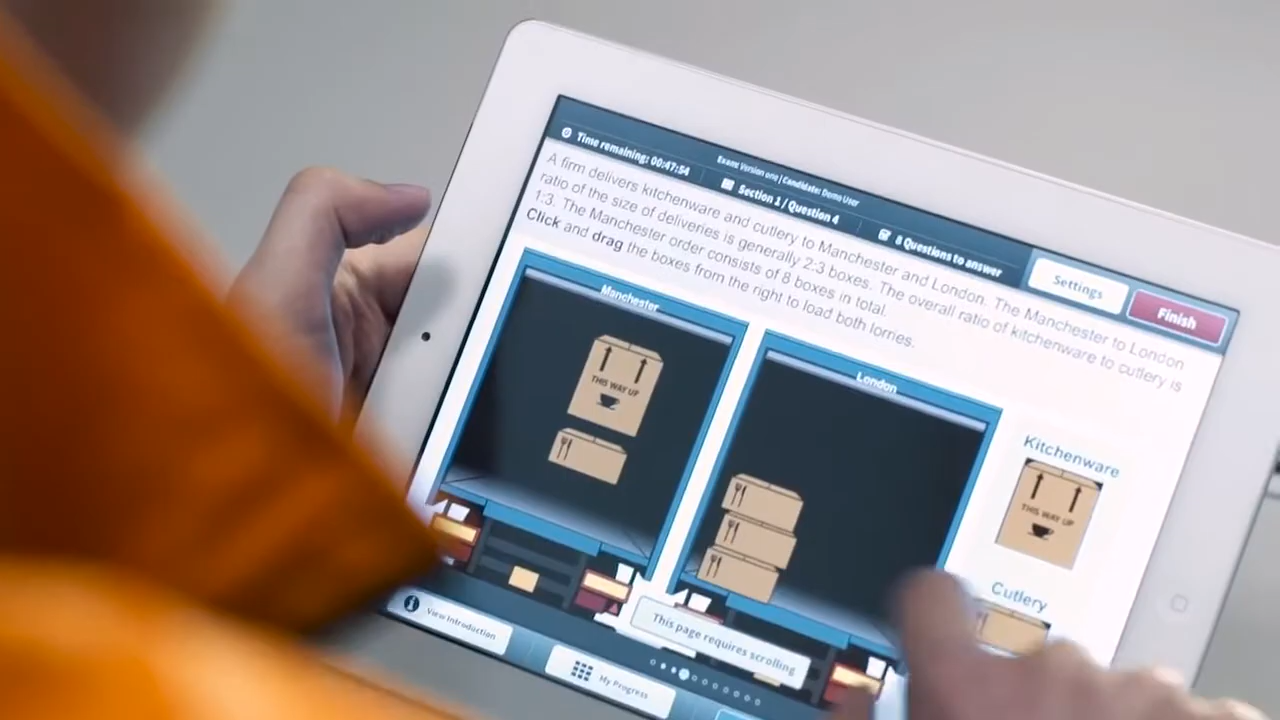 Exam: Version one | Candidate: Demo User
Time remaining: 00:47:54
Section 1 / Question 4
8 Questions to answer
Settings
Finish
A firm delivers kitchenware and cutlery to Manchester and London. The Manchester to London
ratio of the size of deliveries is generally 2:3 boxes. The overall ratio of kitchenware to cutlery is
1:3. The Manchester order consists of 8 boxes in total.
Click and drag the boxes from the right to load both lorries.
Manchester
London
Kitchenware
THIS WAY UP
THIS WAY UP
Cutlery
This page requires scrolling
View Introduction
My Progress